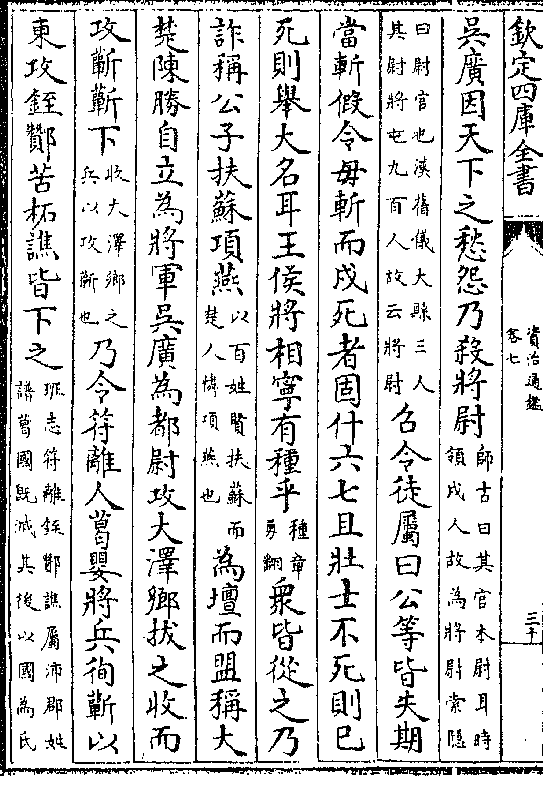 欽定四庫全書
資治通鑑
卷七
三十
吳廣因天下之愁怨乃殺將尉
師古曰其官本尉耳時
領戍人故為將尉索隠
曰尉官也漢舊儀大縣三人
其尉將屯九百人故云將尉
召令徒屬曰公等皆失期
當斬假令毋斬而戍死者固什六七且壯士不死則已
死則舉大名耳王侯將相寧有種乎
種章
勇翻
衆皆從之乃
詐稱公子扶蘇項燕
以百姓賢扶蘇而
楚人憐項燕也
為壇而盟稱大
楚陳勝自立為將軍吳廣為都尉攻大澤鄉拔之收而
攻蘄蘄下
收大澤鄉之
兵以攻蘄也
乃令符離人葛嬰將兵徇蘄以
東攻銍酇苦柘譙皆下之
班志符離銍酇譙屬沛郡姓
譜葛國既滅其後以國為氏